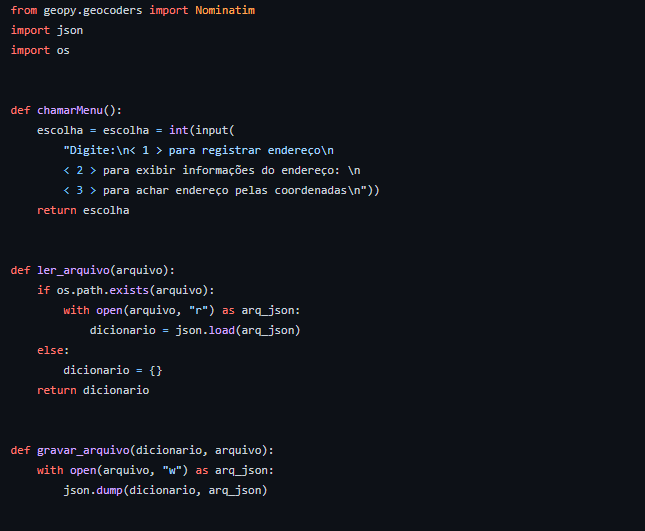 from geopy.geocoders import Nominatim
import json
import os
def chamarMenu():
    escolha = escolha = int(input(
        "Digite:\n< 1 > para registrar endereço\n
        < 2 > para exibir informações do endereço: \n
        < 3 > para achar endereço pelas coordenadas\n"))
    return escolha
def ler_arquivo(arquivo):
    if os.path.exists(arquivo):
        with open(arquivo, "r") as arq_json:
            dicionario = json.load(arq_json)
    else:
        dicionario = {}
    return dicionario
def gravar_arquivo(dicionario, arquivo):
    with open(arquivo, "w") as arq_json:
        json.dump(dicionario, arq_json)